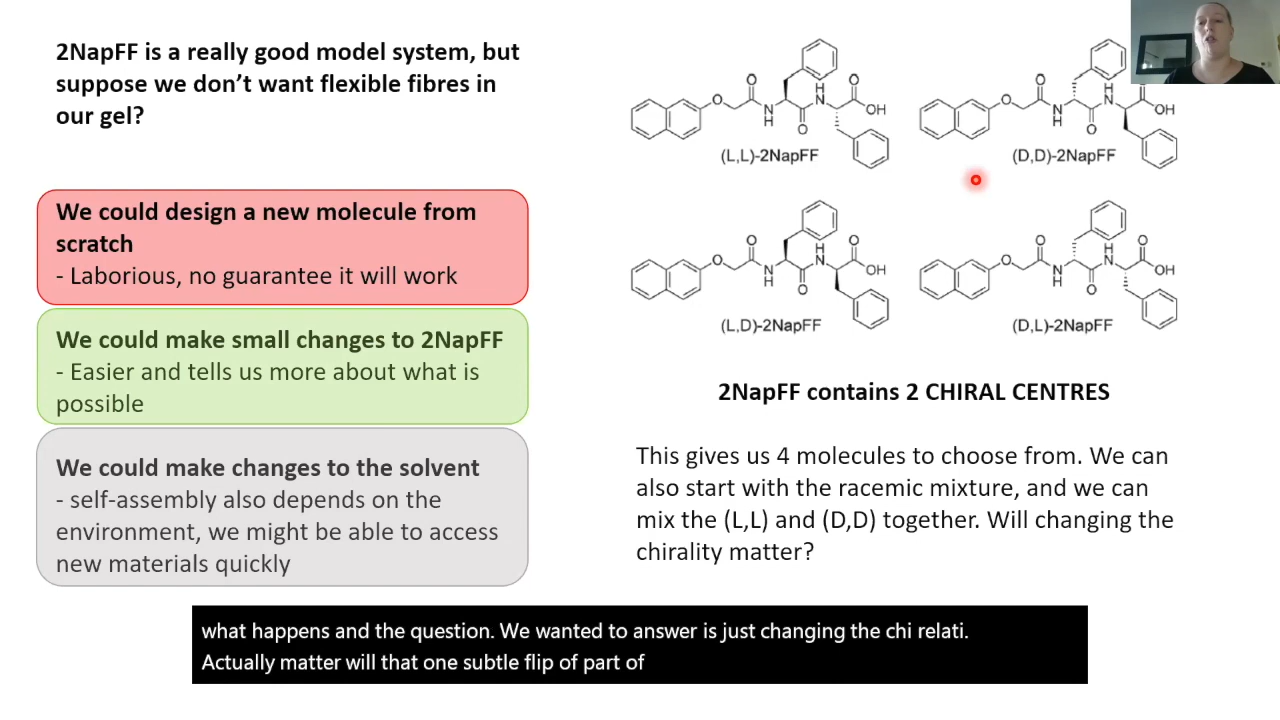 2NapFF is a really good model system, but
suppose we don't want flexible fibres in
our gel?
We could design a new molecule from
scratch
- Laborious, no guarantee it will work
We could make small changes to 2NapFF
- Easier and tells us more about what is
possible
We could make changes to the solvent
- self-assembly also depends on the
environment, we might be able to access
new materials quickly
O
O
N
H
O
H
N
O
OH
(L,L)-2NapFF
O
O
N
H
O
H
N
OH
(D,D)-2NapFF
O
O
N
H
O
H
N
O
OH
(L,D)-2NapFF
O
O
N
H
O
H
N
O
OH
(D,L)-2NapFF
2NapFF contains 2 CHIRAL CENTRES
This gives us 4 molecules to choose from. We can
also start with the racemic mixture, and we can
mix the (L,L) and (D,D) together. Will changing the
chirality matter?
what happens and the question. We wanted to answer is just changing the chi relati.
Actually matter will that one subtle flip of part of